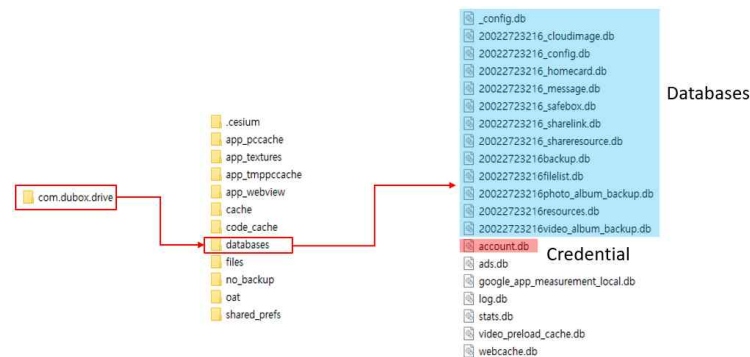 com.dubox.drive
.cesium
app_pccache
app_textures
app_tmppccache
app_webview
cache
code_cache
databases
files
no_backup
oat
shared_prefs
_config.db
20022723216_cloudimage.db
20022723216_config.db
20022723216_homecard.db
20022723216_message.db
20022723216_safebox.db
20022723216_sharelink.db
20022723216_shareresource.db
20022723216backup.db
20022723216filelist.db
20022723216photo_album_backup.db
20022723216resources.db
20022723216video_album_backup.db
Databases
account.db
Credential
ads.db
google_app_measurement_local.db
log.db
stats.db
video_preload_cache.db
webcache.db